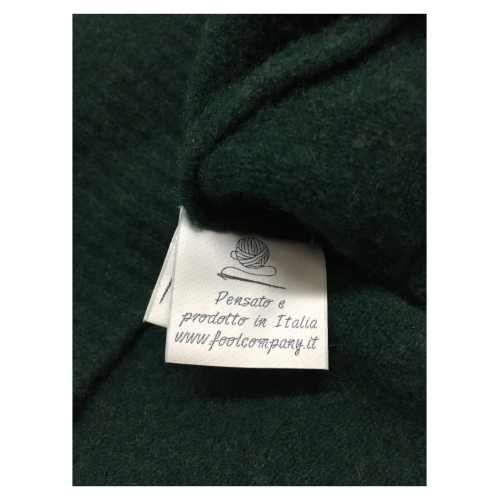 Pensato e
prodotto in Italia
www.foolcompany.it